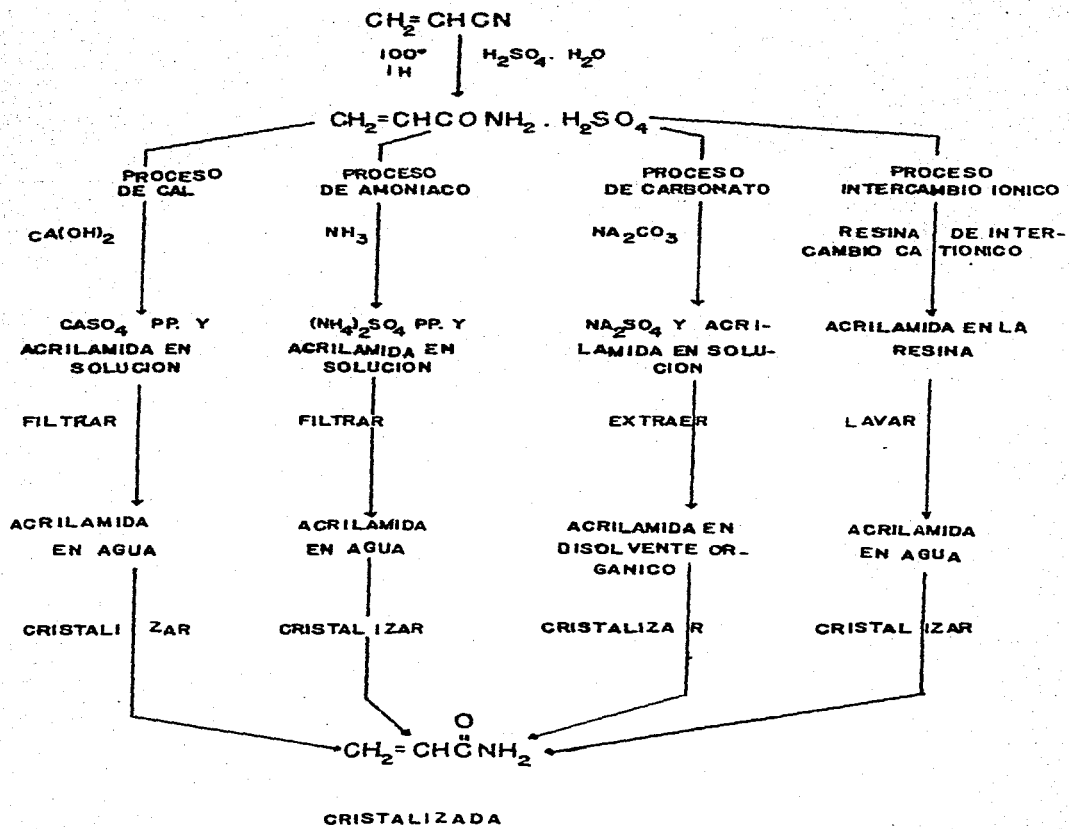 CH2=CHCN
100° H2SO4. H2O
1H
CH2=CHCO NH2. H2SO4
PROCESO
DE CAL
PROCESO
DE AMONIACO
PROCESO
DE CARBONATO
PROCESO
INTERCAMBIO IONICO
CA(OH)2
NH3
NA2CO3
RESINA DE INTER-
CAMBIO CATIONICO
CASO4 PP. Y
ACRILAMIDA EN
SOLUCION
(NH4)2SO4 PP. Y
ACRILAMIDA EN
SOLUCION
NA2SO4 Y ACRI-
LAMIDA EN SOLU-
CION
ACRILAMIDA EN LA
RESINA
FILTRAR
FILTRAR
EXTRAER
LAVAR
ACRILAMIDA
EN AGUA
ACRILAMIDA
EN AGUA
ACRILAMIDA EN
DISOLVENTE OR-
GANICO
ACRILAMIDA
EN AGUA
CRISTALIZAR
CRISTALIZAR
CRISTALIZAR
CRISTALIZAR
O
CH2=CHCNH2
CRISTALIZADA